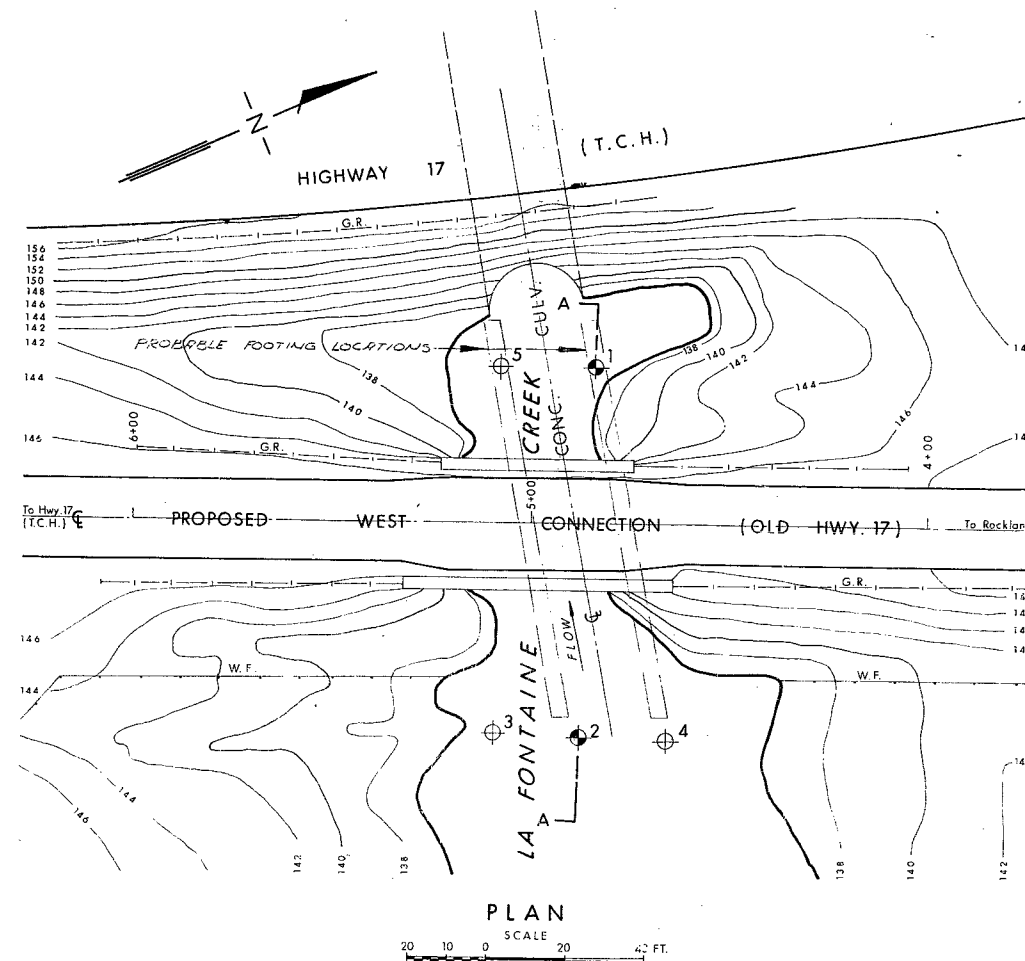 N
HIGHWAY 17 (T.C.H.)
G.R.
156
154
152
150
148
146
144
142
142
144
146
A
CONC. CULV.
PROBABLE FOOTING LOCATIONS
5
1
138
140
138
140
142
144
146
CREEK
6+00
G.R.
4+00
5+00
To Hwy. 17
(T.C.H.)
℄ PROPOSED WEST CONNECTION (OLD HWY. 17)
G.R.
FLOW
℄
LA FONTAINE
146
W.F.
W.F.
144
3
2
4
A
144
146
142
140
138
138
140
142
PLAN
SCALE
20 10 0 20 40 FT.